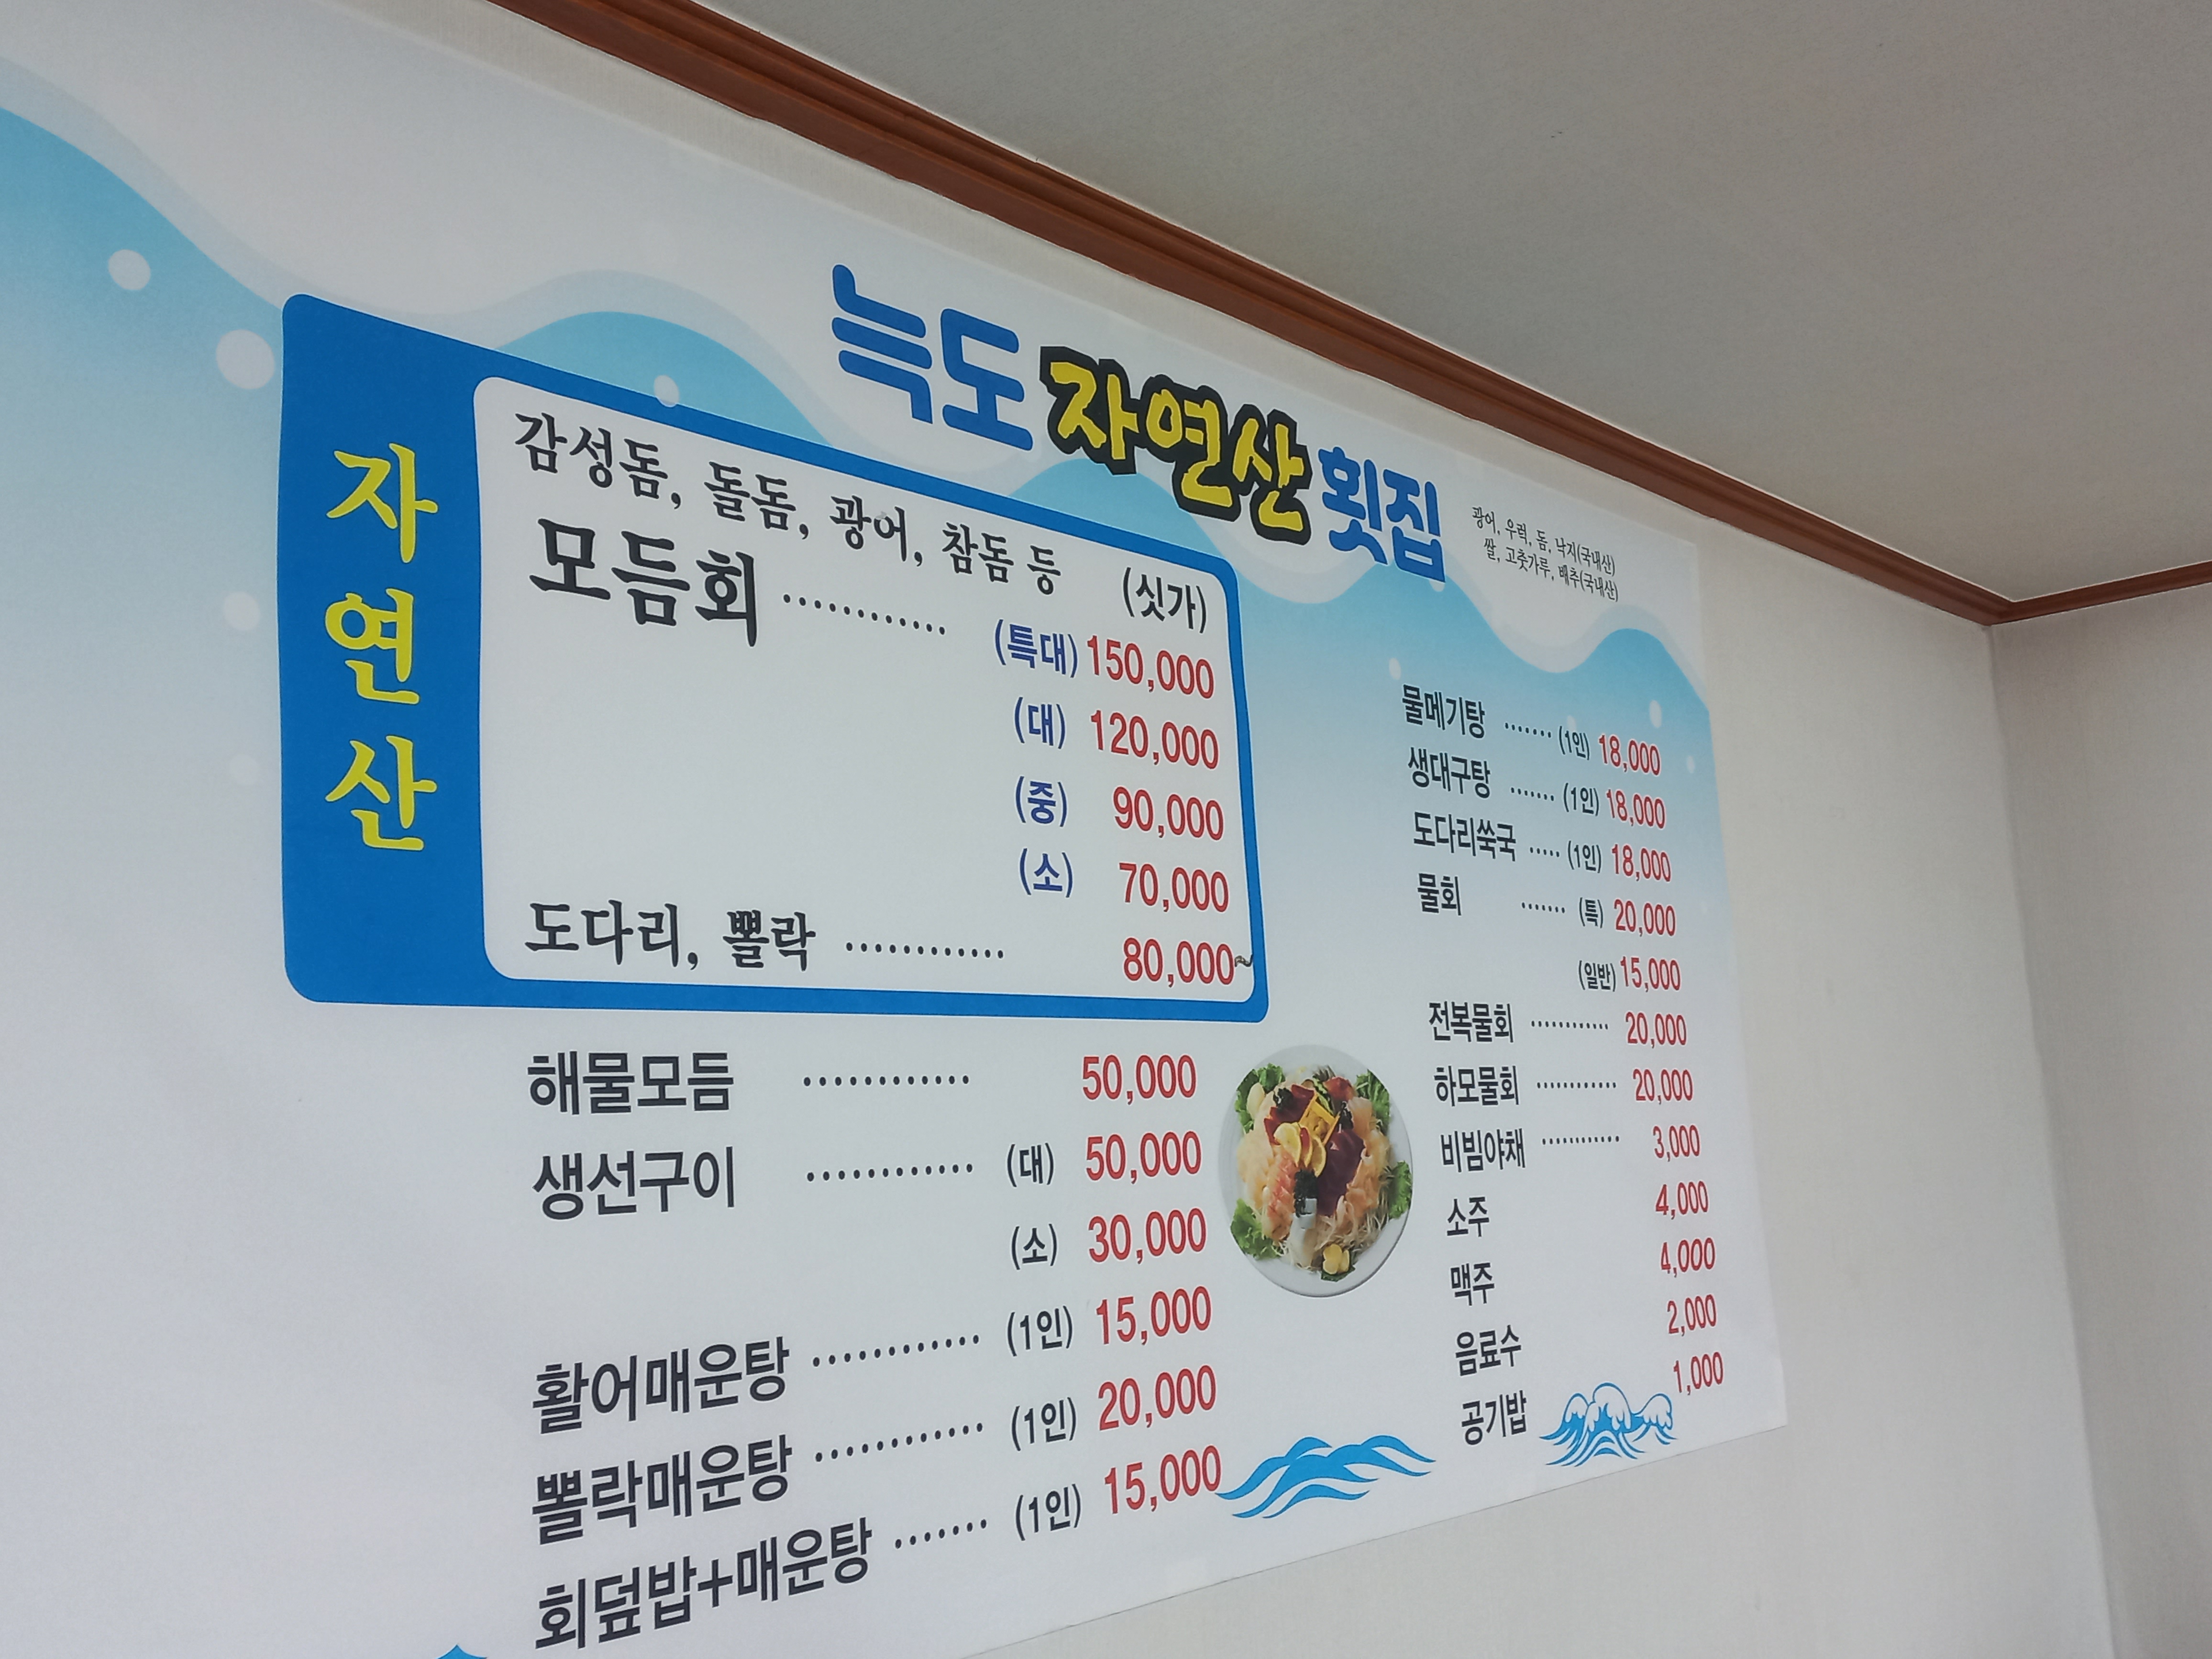 늑도 자연산 횟집
광어, 우럭, 돔, 낙지(국내산)
쌀, 고춧가루, 배추(국내산)
자연산
감성돔, 돌돔, 광어, 참돔 등 (싯가)
모듬회 ············ (특대) 150,000
(대) 120,000
(중) 90,000
(소) 70,000
도다리, 뽈락 ············ 80,000~
해물모듬 ············ 50,000
생선구이 ············ (대) 50,000
(소) 30,000
활어매운탕 ············ (1인) 15,000
뽈락매운탕 ············ (1인) 20,000
회덮밥+매운탕 ······· (1인) 15,000
물메기탕 ······· (1인) 18,000
생대구탕 ······· (1인) 18,000
도다리쑥국 ····· (1인) 18,000
물회 ······· (특) 20,000
(일반) 15,000
전복물회 ············ 20,000
하모물회 ············ 20,000
비빔야채 ············ 3,000
소주 4,000
맥주 4,000
음료수 2,000
공기밥 1,000